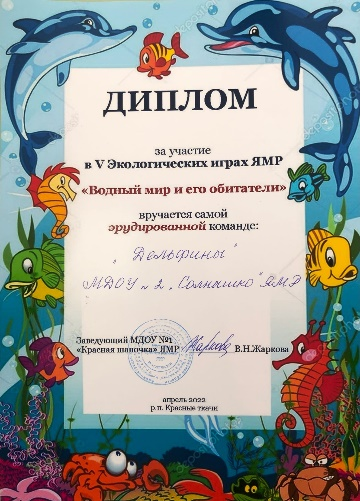 ДИПЛОМ
за участие
в V Экологических играх ЯМР
«Водный мир и его обитатели»
вручается самой
эрудированной команде:
„Дельфины"
МДОУ № 2 „Солнышко" ЯМР
Заведующий МДОУ №1
«Красная шапочка» ЯМР В.Н.Жаркова
апрель 2022
р.п. Красные ткачи